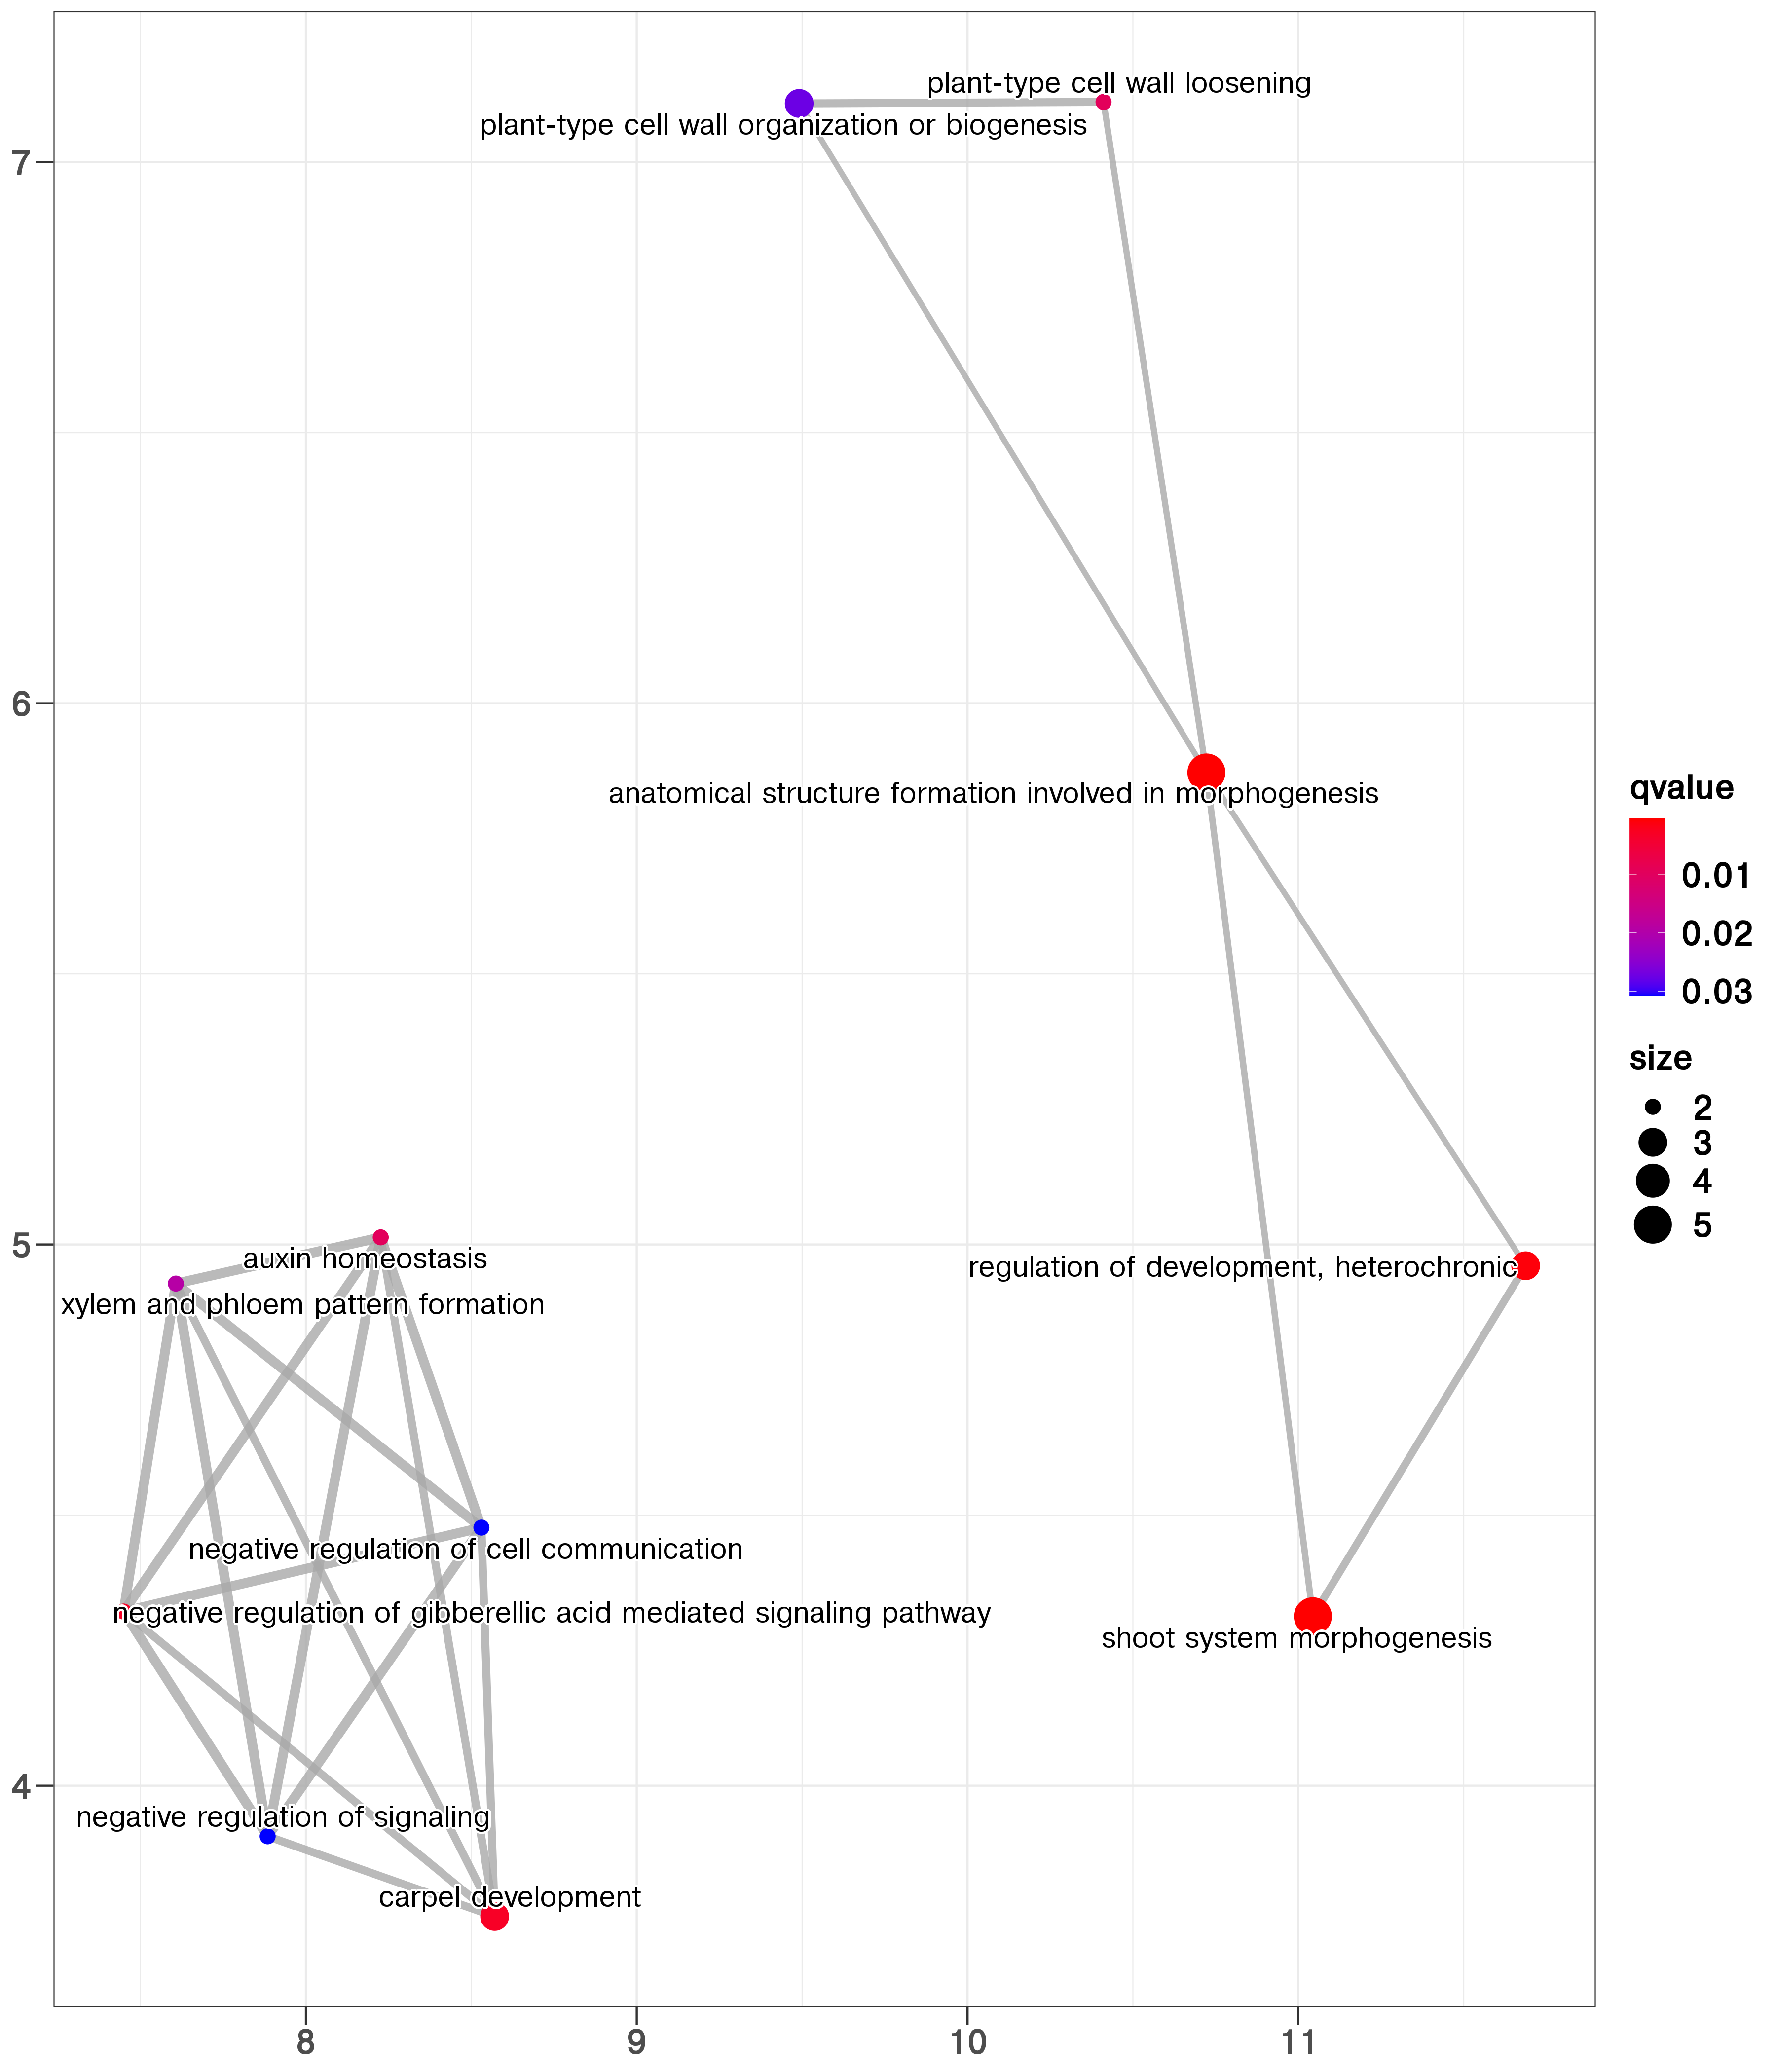 plant-type cell wall loosening
plant-type cell wall organization or biogenesis
7
6
anatomical structure formation involved in morphogenesis
5
auxin homeostasis
regulation of development, heterochronic
xylem and phloem pattern formation
negative regulation of cell communication
negative regulation of gibberellic acid mediated signaling pathway
shoot system morphogenesis
4
negative regulation of signaling
carpel development
8
9
10
11
qvalue
0.01
0.02
0.03
size
2
3
4
5